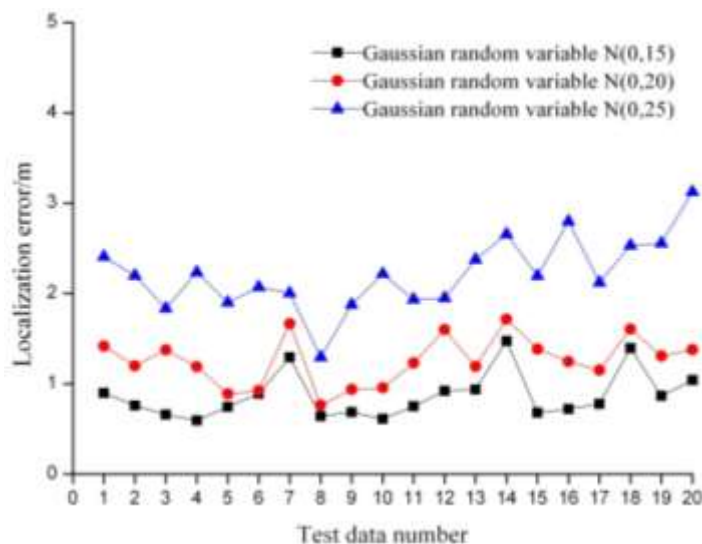 5
4
3
2
1
0
Gaussian random variable N(0,15)
Gaussian random variable N(0,20)
Gaussian random variable N(0,25)
Localization error/m
0 1 2 3 4 5 6 7 8 9 10 11 12 13 14 15 16 17 18 19 20
Test data number